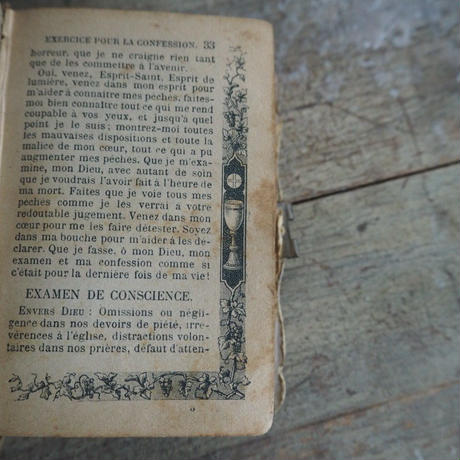 EXERCICE POUR LA CONFESSION. 33
horreur, que je ne craigne rien tant
que de les commettre à l'avenir.
Oui, venez, Esprit-Saint, Esprit de
lumière, venez dans mon esprit pour
m'aider à connaitre mes peches, faites-
moi bien connaître tout ce qui me rend
coupable à vos yeux, et jusqu'à quel
point je le suis; montrez-moi toutes
les mauvaises dispositions et toute la
malice de mon cœur, tout ce qui a pu
augmenter mes péchés. Que je m'exa-
mine, mon Dieu, avec autant de soin
que je voudrais l'avoir fait à l'heure de
ma mort. Faites que je voie tous mes
peches comme je les verrai à votre
redoutable jugement. Venez dans mon
cœur pour me les faire détester. Soyez
dans ma bouche pour m'aider à les dé-
clarer. Que je fasse, ô mon Dieu, mon
examen et ma confession comme si
c'était pour la dernière fois de ma vie!
EXAMEN DE CONSCIENCE.
ENVERS DIEU : Omissions ou négli-
gence dans nos devoirs de piété, irre-
vérences à l'église, distractions volon-
taires dans nos prières, défaut d'atten-